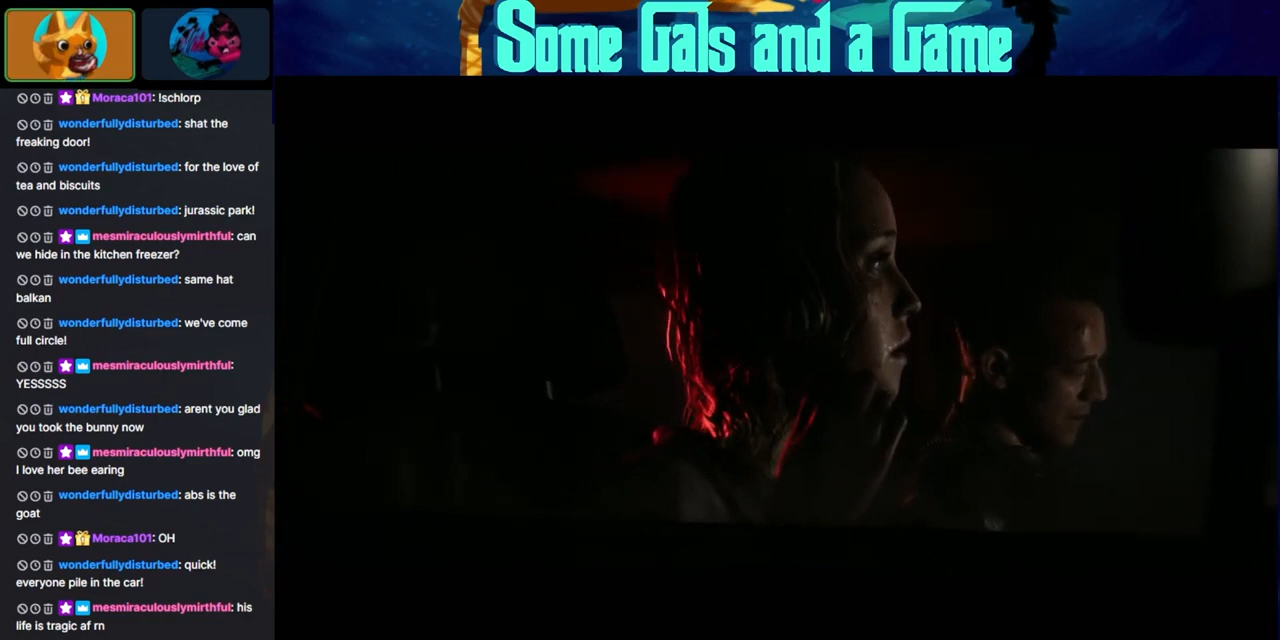 Some Gals and a Game
Moraca101: !schlorp
wonderfullydisturbed: shat the
freaking door!
wonderfullydisturbed: for the love of
tea and biscuits
wonderfullydisturbed: jurassic park!
mesmiraculouslymirthful: can
we hide in the kitchen freezer?
wonderfullydisturbed: same hat
balkan
wonderfullydisturbed: we've come
full circle!
mesmiraculouslymirthful:
YESSSSS
wonderfullydisturbed: arent you glad
you took the bunny now
mesmiraculouslymirthful: omg
I love her bee earing
wonderfullydisturbed: abs is the
goat
Moraca101: OH
wonderfullydisturbed: quick!
everyone pile in the car!
mesmiraculouslymirthful: his
life is tragic af rn